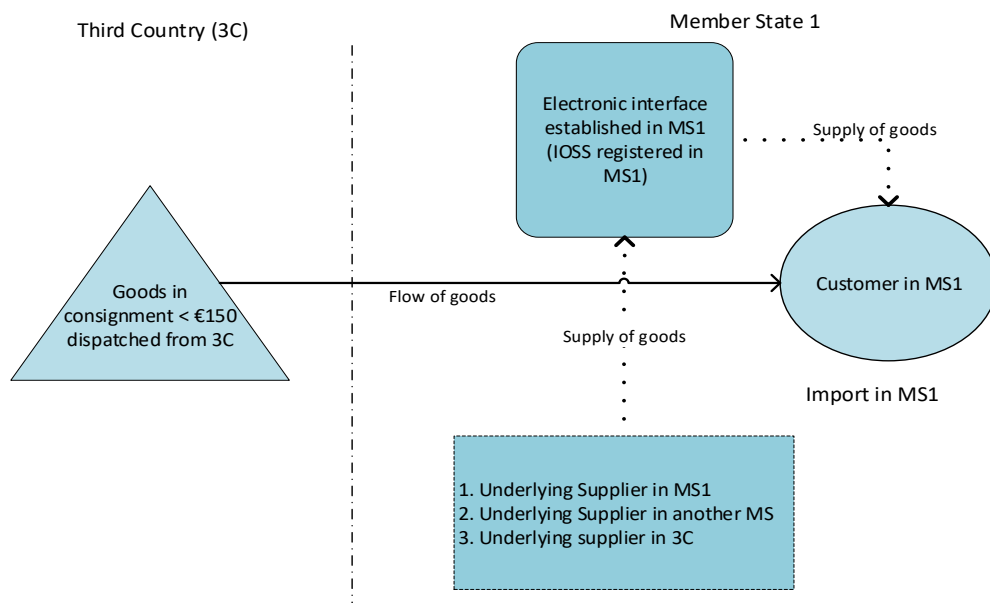 Third Country (3C)
Member State 1
Electronic interface
established in MS1
(IOSS registered in
MS1)
Supply of goods
Goods in
consignment < €150
dispatched from 3C
Flow of goods
Customer in MS1
Supply of goods
Import in MS1
1. Underlying Supplier in MS1
2. Underlying Supplier in another MS
3. Underlying supplier in 3C